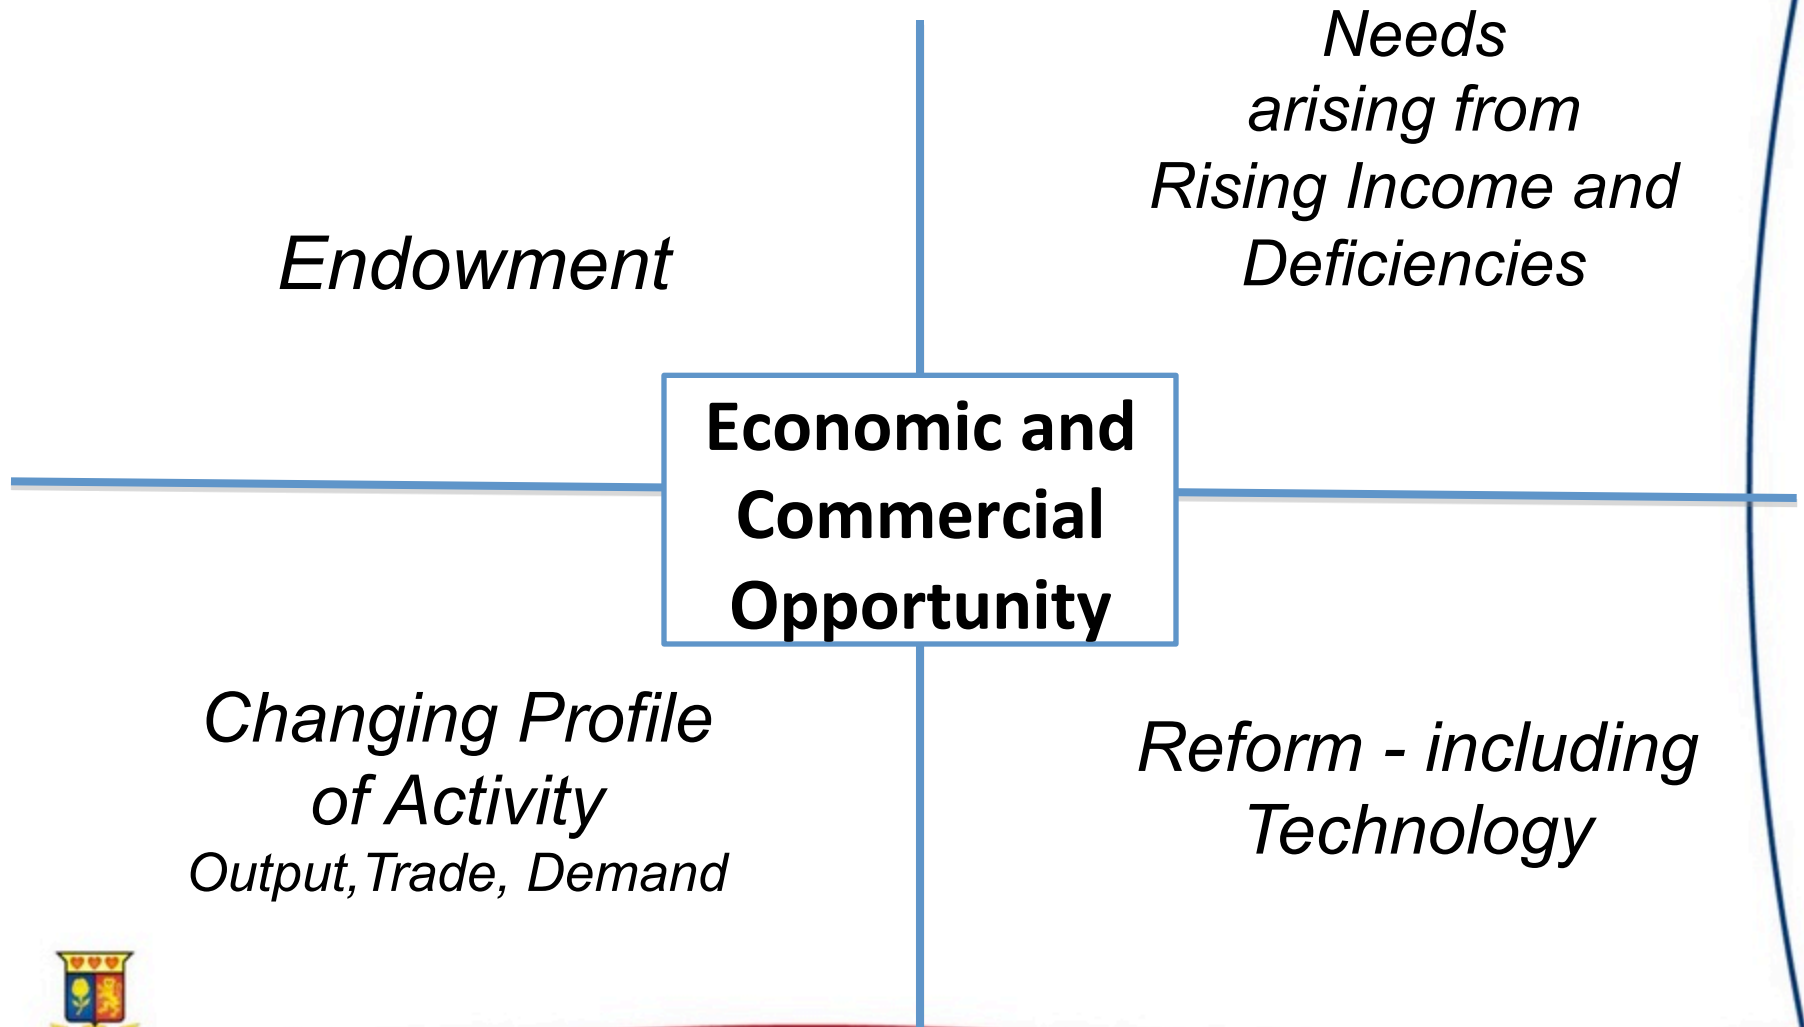 Endowment
Needs
arising from
Rising Income and
Deficiencies
Economic and
Commercial
Opportunity
Changing Profile
of Activity
Output,Trade, Demand
Reform - including
Technology